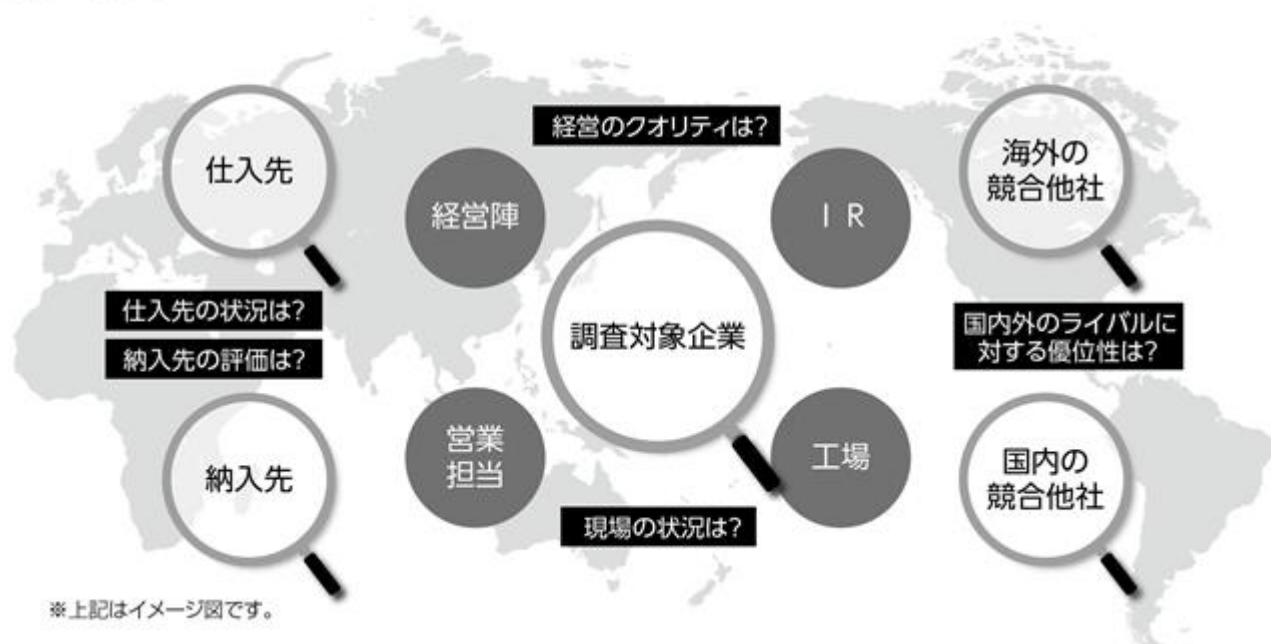 経営のクオリティは?
仕入先
経営陣
I R
海外の
競合他社
仕入先の状況は?
納入先の評価は?
調査対象企業
国内外のライバルに
対する優位性は?
納入先
営業
担当
工場
国内の
競合他社
現場の状況は?
※上記はイメージ図です。